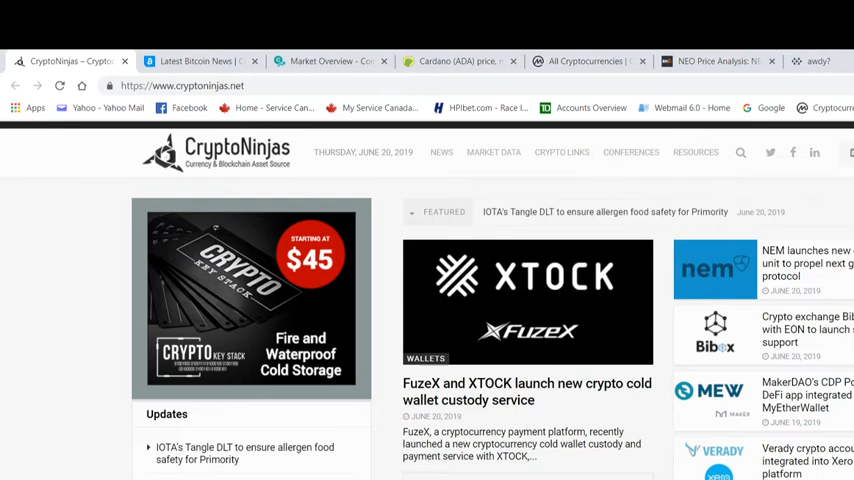 CryptoNinjas – Cryptoc
Latest Bitcoin News |
Market Overview - Coin
Cardano (ADA) price, m
All Cryptocurrencies |
NEO Price Analysis: NE
awdy?
https://www.cryptoninjas.net
Apps
Yahoo - Yahoo Mail
Facebook
Home - Service Can...
My Service Canada...
HPIbet.com - Race I...
Accounts Overview
Webmail 6.0 - Home
Google
Cryptocurre
CryptoNinjas
Currency & Blockchain Asset Source
THURSDAY, JUNE 20, 2019
NEWS
MARKET DATA
CRYPTO LINKS
CONFERENCES
RESOURCES
FEATURED
IOTA's Tangle DLT to ensure allergen food safety for Primority
June 20, 2019
CRYPTO
KEY STACK
STARTING AT
$45
CRYPTO KEY STACK
Fire and
Waterproof
Cold Storage
Updates
IOTA's Tangle DLT to ensure allergen food
safety for Primority
XTOCK
FUZEX
WALLETS
FuzeX and XTOCK launch new crypto cold
wallet custody service
JUNE 20, 2019
FuzeX, a cryptocurrency payment platform, recently
launched a new cryptocurrency cold wallet custody and
payment service with XTOCK,...
nem
NEM launches new
unit to propel next g
protocol
JUNE 20, 2019
Bibox
Crypto exchange Bib
with EON to launch s
support
JUNE 20, 2019
MEW
MAKER
MakerDAO's CDP Po
DeFi app integrated
MyEtherWallet
JUNE 19, 2019
VERADY
xero
Verady crypto accou
integrated into Xero
platform